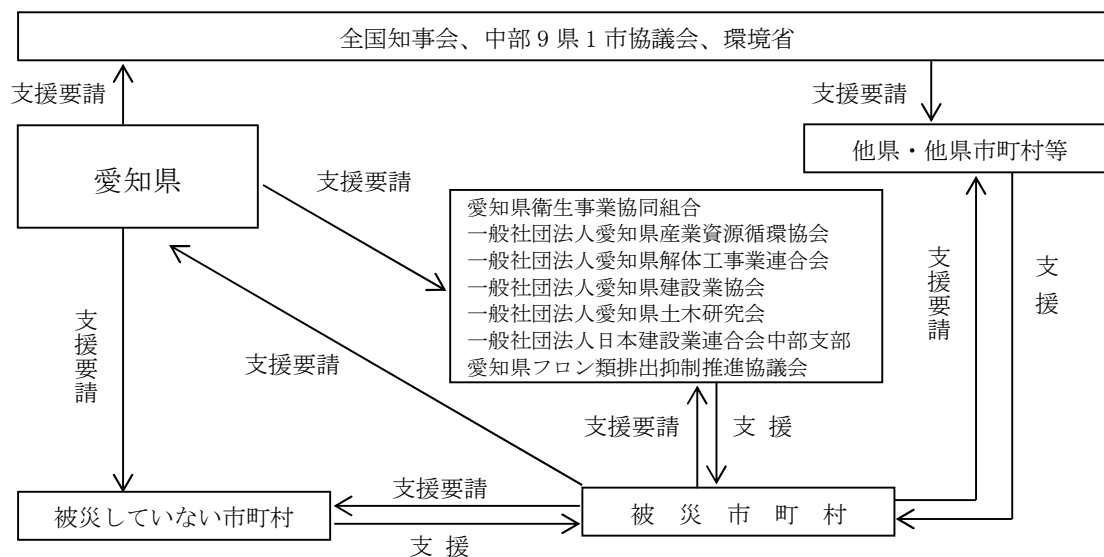 全国知事会、中部９県１市協議会、環境省
支援要請
支援要請
愛知県
他県・他県市町村等
支援要請
愛知県衛生事業協同組合
一般社団法人愛知県産業資源循環協会
一般社団法人愛知県解体工事業連合会
一般社団法人愛知県建設業協会
一般社団法人愛知県土木研究会
一般社団法人日本建設業連合会中部支部
愛知県フロン類排出抑制推進協議会
支援要請
支援
支援要請
支援要請
支援要請
支 援
支援要請
被災していない市町村
被 災 市 町 村
支 援